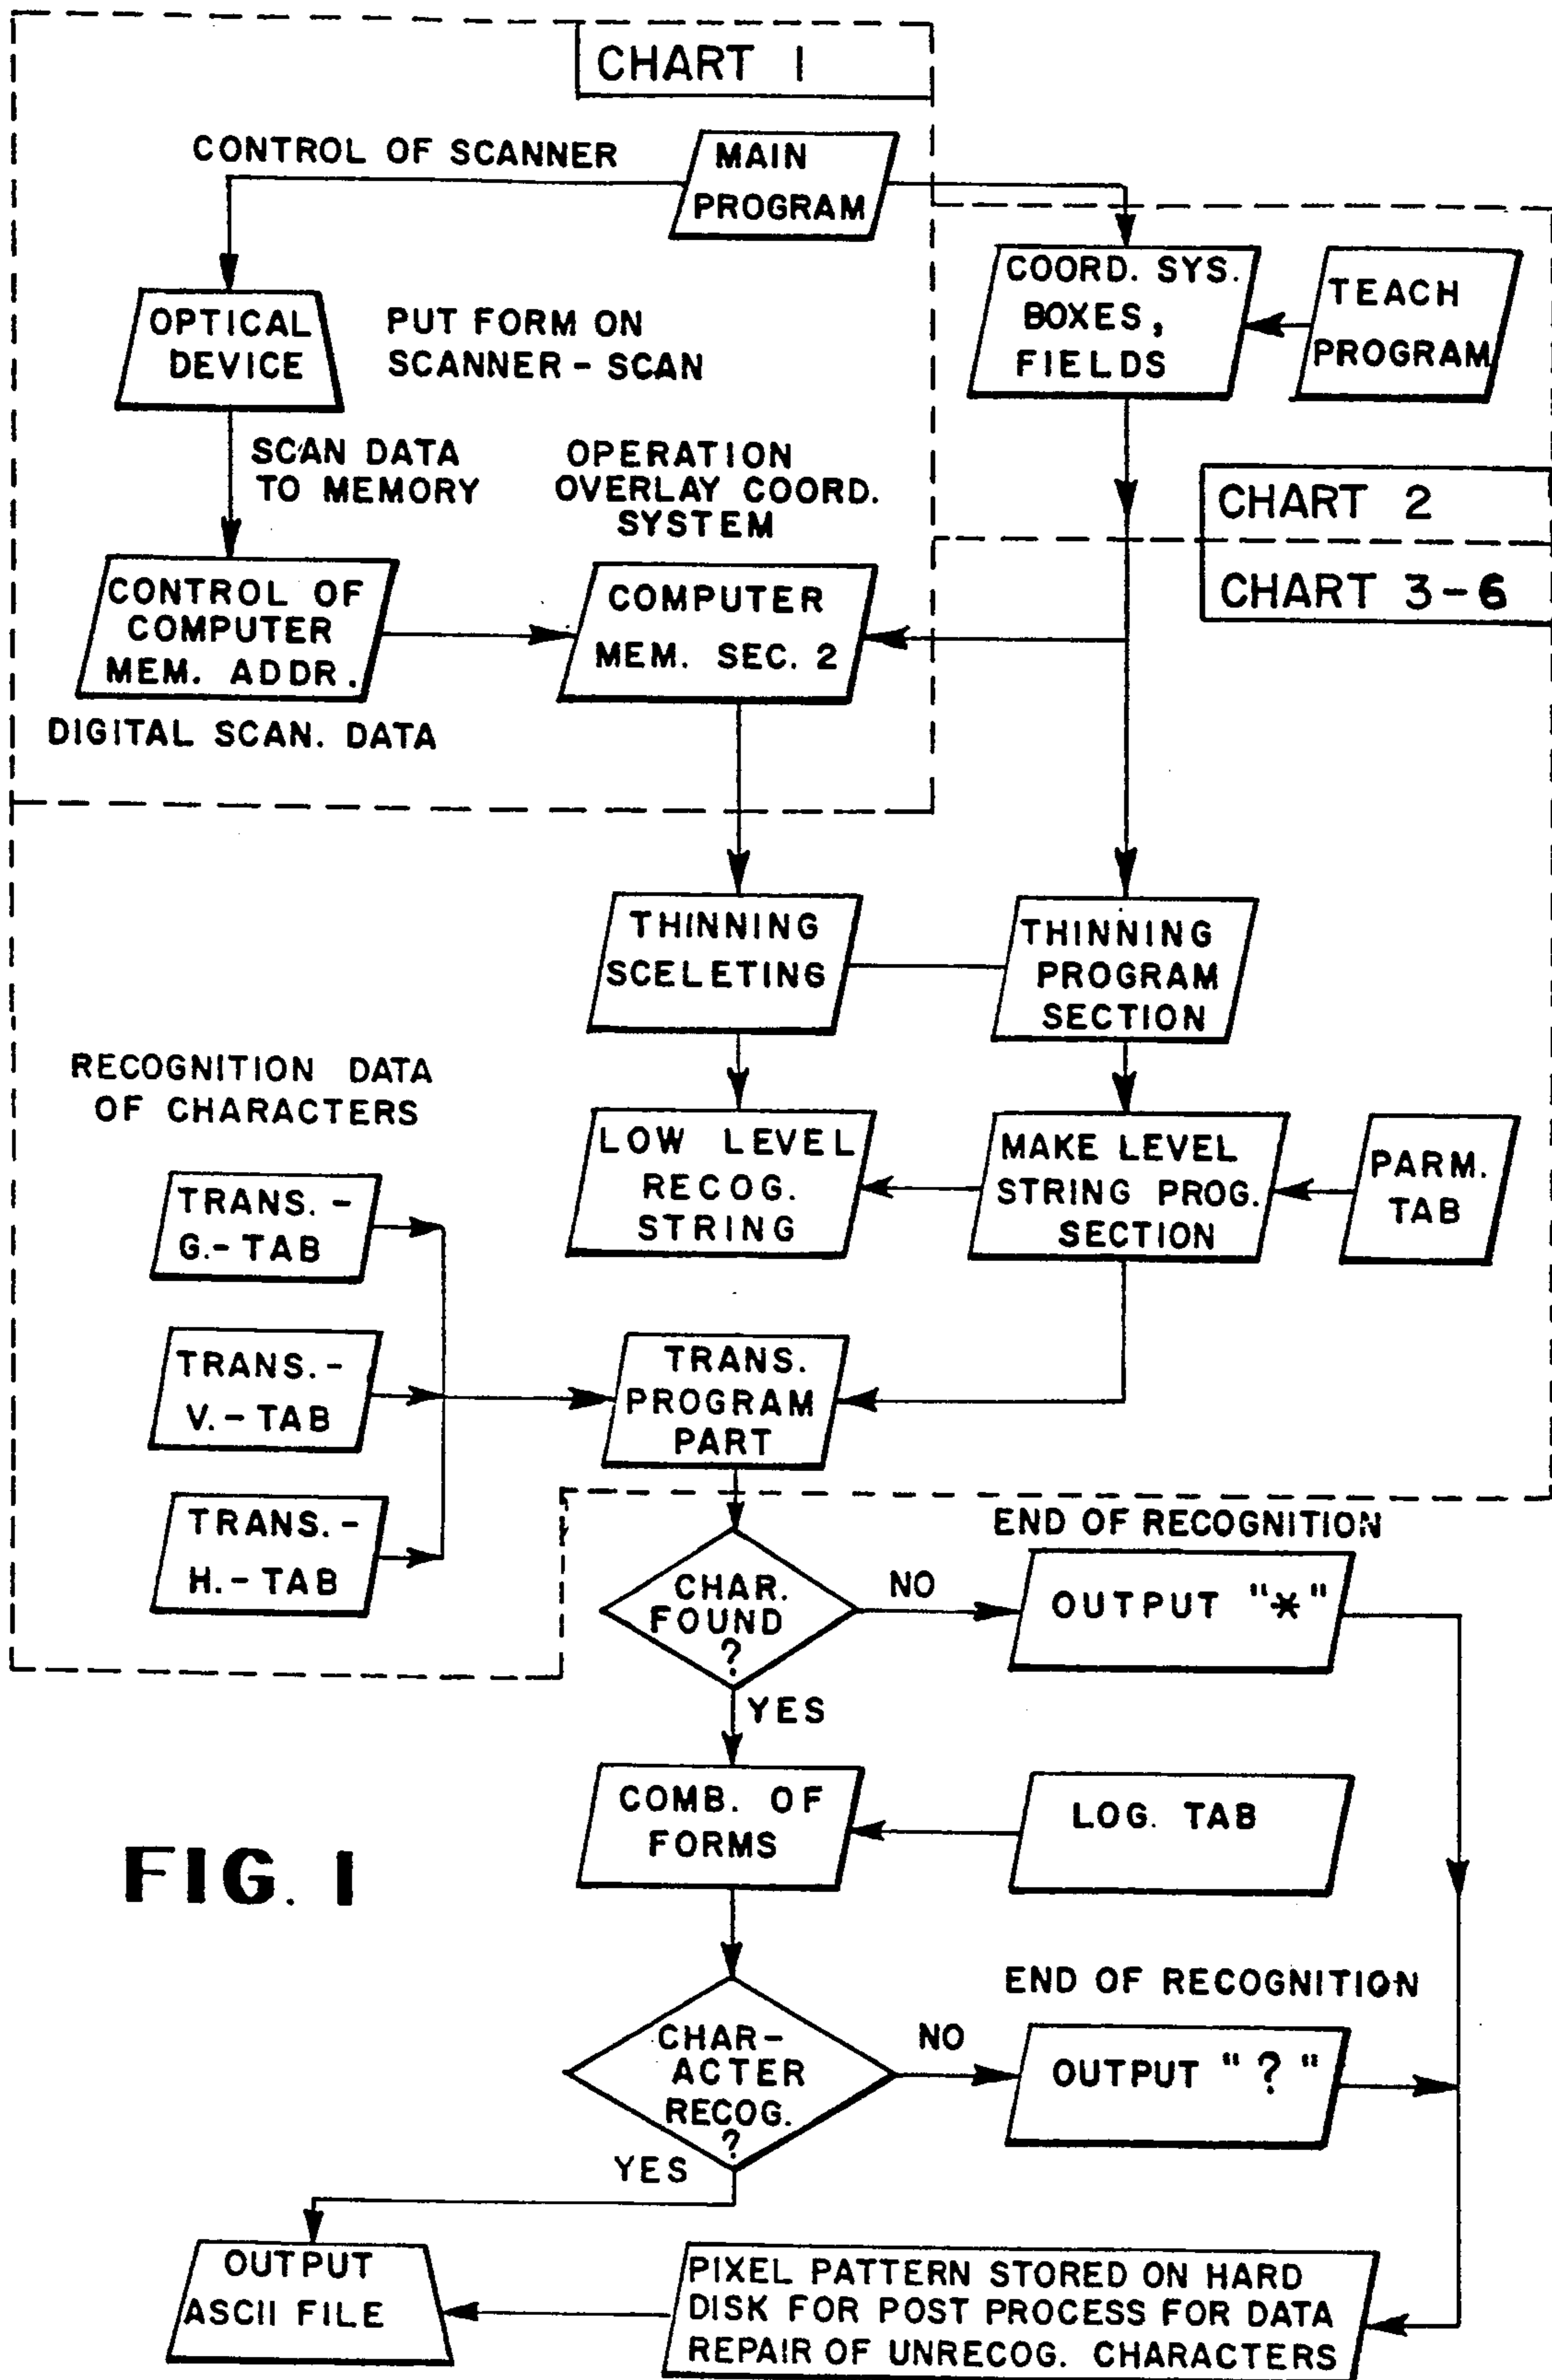 CHART 1
CONTROL OF SCANNER
MAIN
PROGRAM
COORD. SYS.
BOXES,
FIELDS
TEACH
PROGRAM
OPTICAL
DEVICE
PUT FORM ON
SCANNER - SCAN
SCAN DATA
TO MEMORY
OPERATION
OVERLAY COORD.
SYSTEM
CHART 2
CHART 3-6
CONTROL OF
COMPUTER
MEM. ADDR.
COMPUTER
MEM. SEC. 2
DIGITAL SCAN. DATA
THINNING
SCELETING
THINNING
PROGRAM
SECTION
RECOGNITION DATA
OF CHARACTERS
LOW LEVEL
RECOG.
STRING
MAKE LEVEL
STRING PROG.
SECTION
PARM.
TAB
TRANS.-
G.-TAB
TRANS.-
V.-TAB
TRANS.
PROGRAM
PART
TRANS.-
H.-TAB
END OF RECOGNITION
CHAR.
FOUND
?
NO
OUTPUT "*"
YES
COMB. OF
FORMS
LOG. TAB
FIG. 1
END OF RECOGNITION
CHAR-
ACTER
RECOG.
?
NO
OUTPUT "?"
YES
OUTPUT
ASCII FILE
PIXEL PATTERN STORED ON HARD
DISK FOR POST PROCESS FOR DATA
REPAIR OF UNRECOG. CHARACTERS